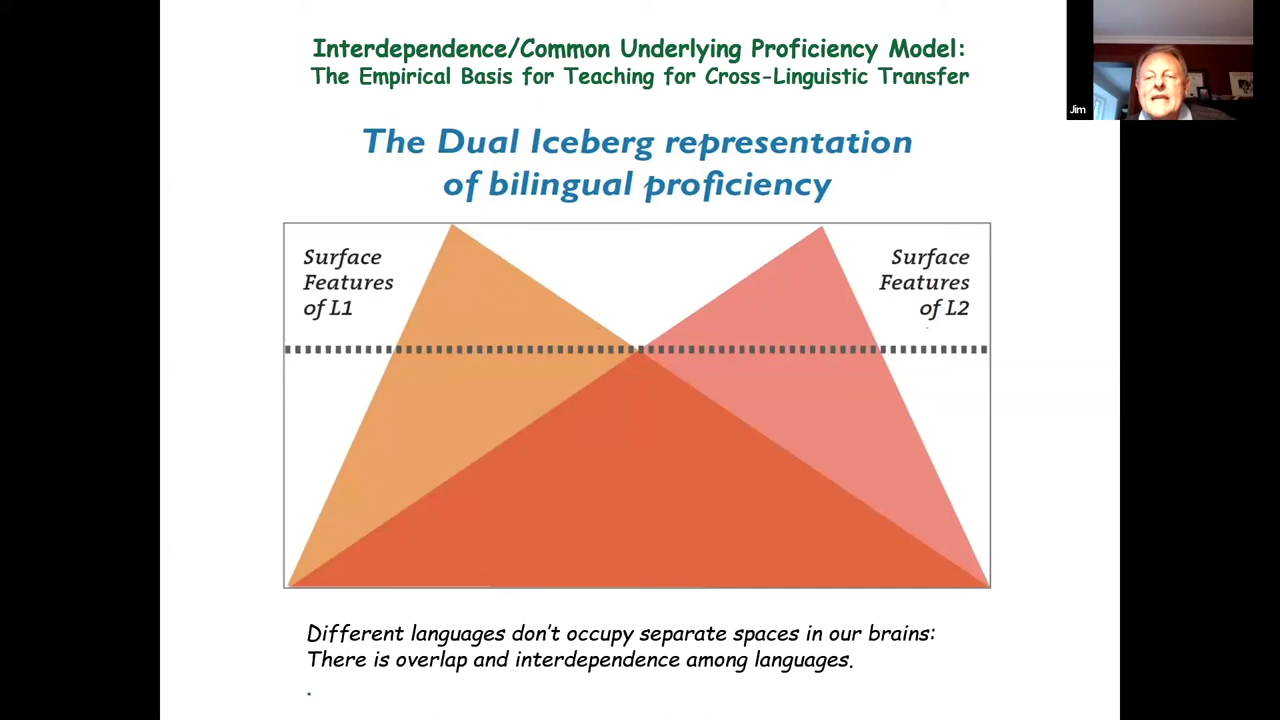 Interdependence/Common Underlying Proficiency Model:
The Empirical Basis for Teaching for Cross-Linguistic Transfer
The Dual Iceberg representation
of bilingual proficiency
Surface
Features
of L1
Surface
Features
of L2
Different languages don't occupy separate spaces in our brains:
There is overlap and interdependence among languages.
.
Jim